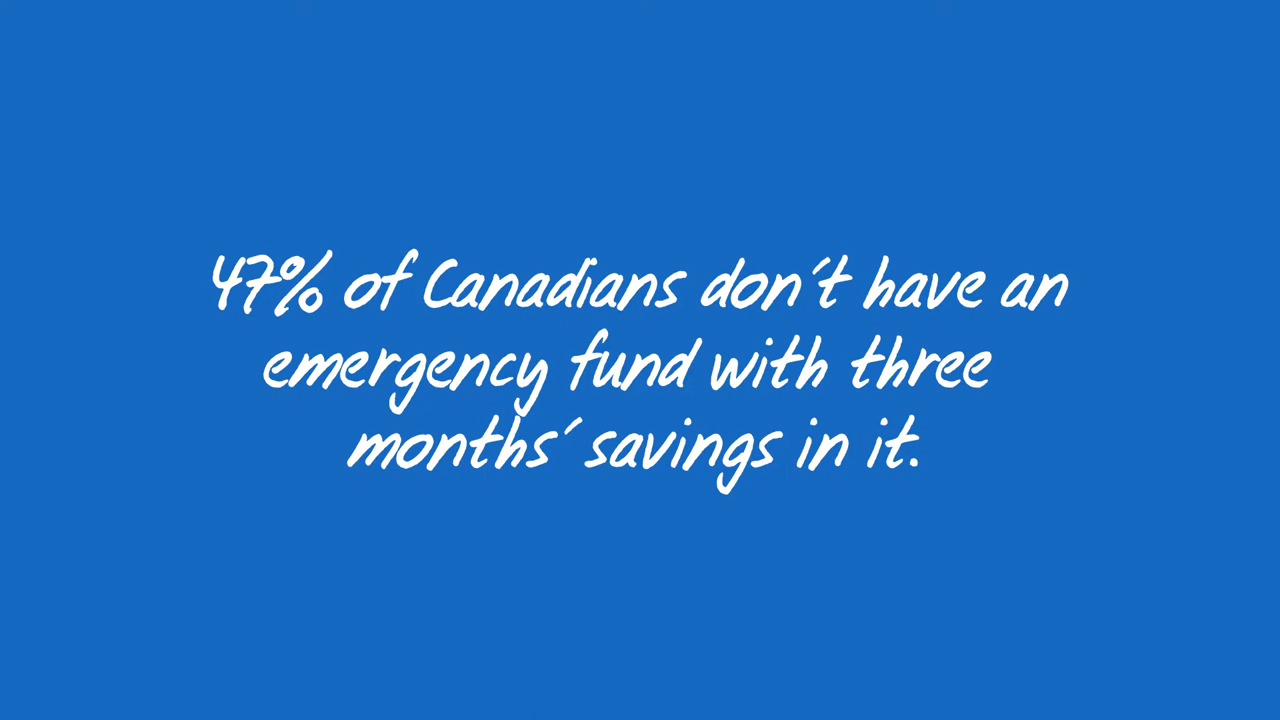 47% of Canadians don't have an
emergency fund with three
months' savings in it.